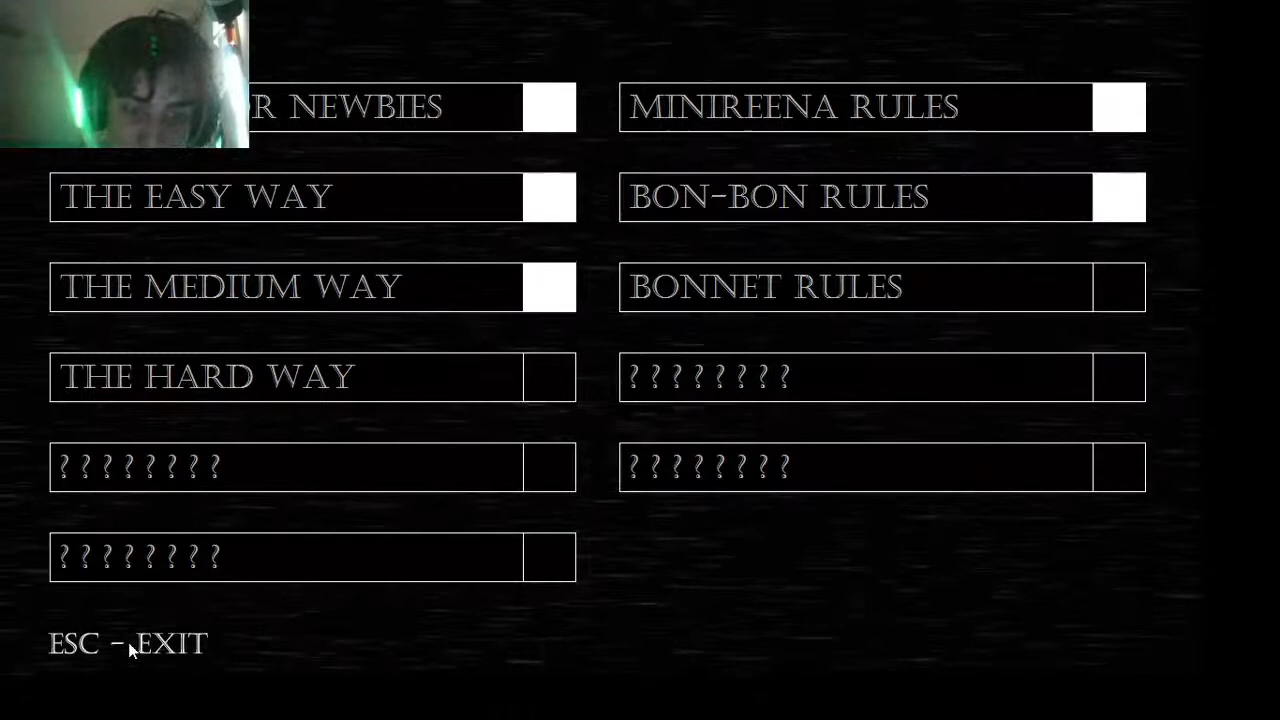 NEWBIES
THE EASY WAY
THE MEDIUM WAY
THE HARD WAY
? ? ? ? ? ? ? ?
? ? ? ? ? ? ? ?
MINIREENA RULES
BON-BON RULES
BONNET RULES
? ? ? ? ? ? ? ?
? ? ? ? ? ? ? ?
ESC - EXIT